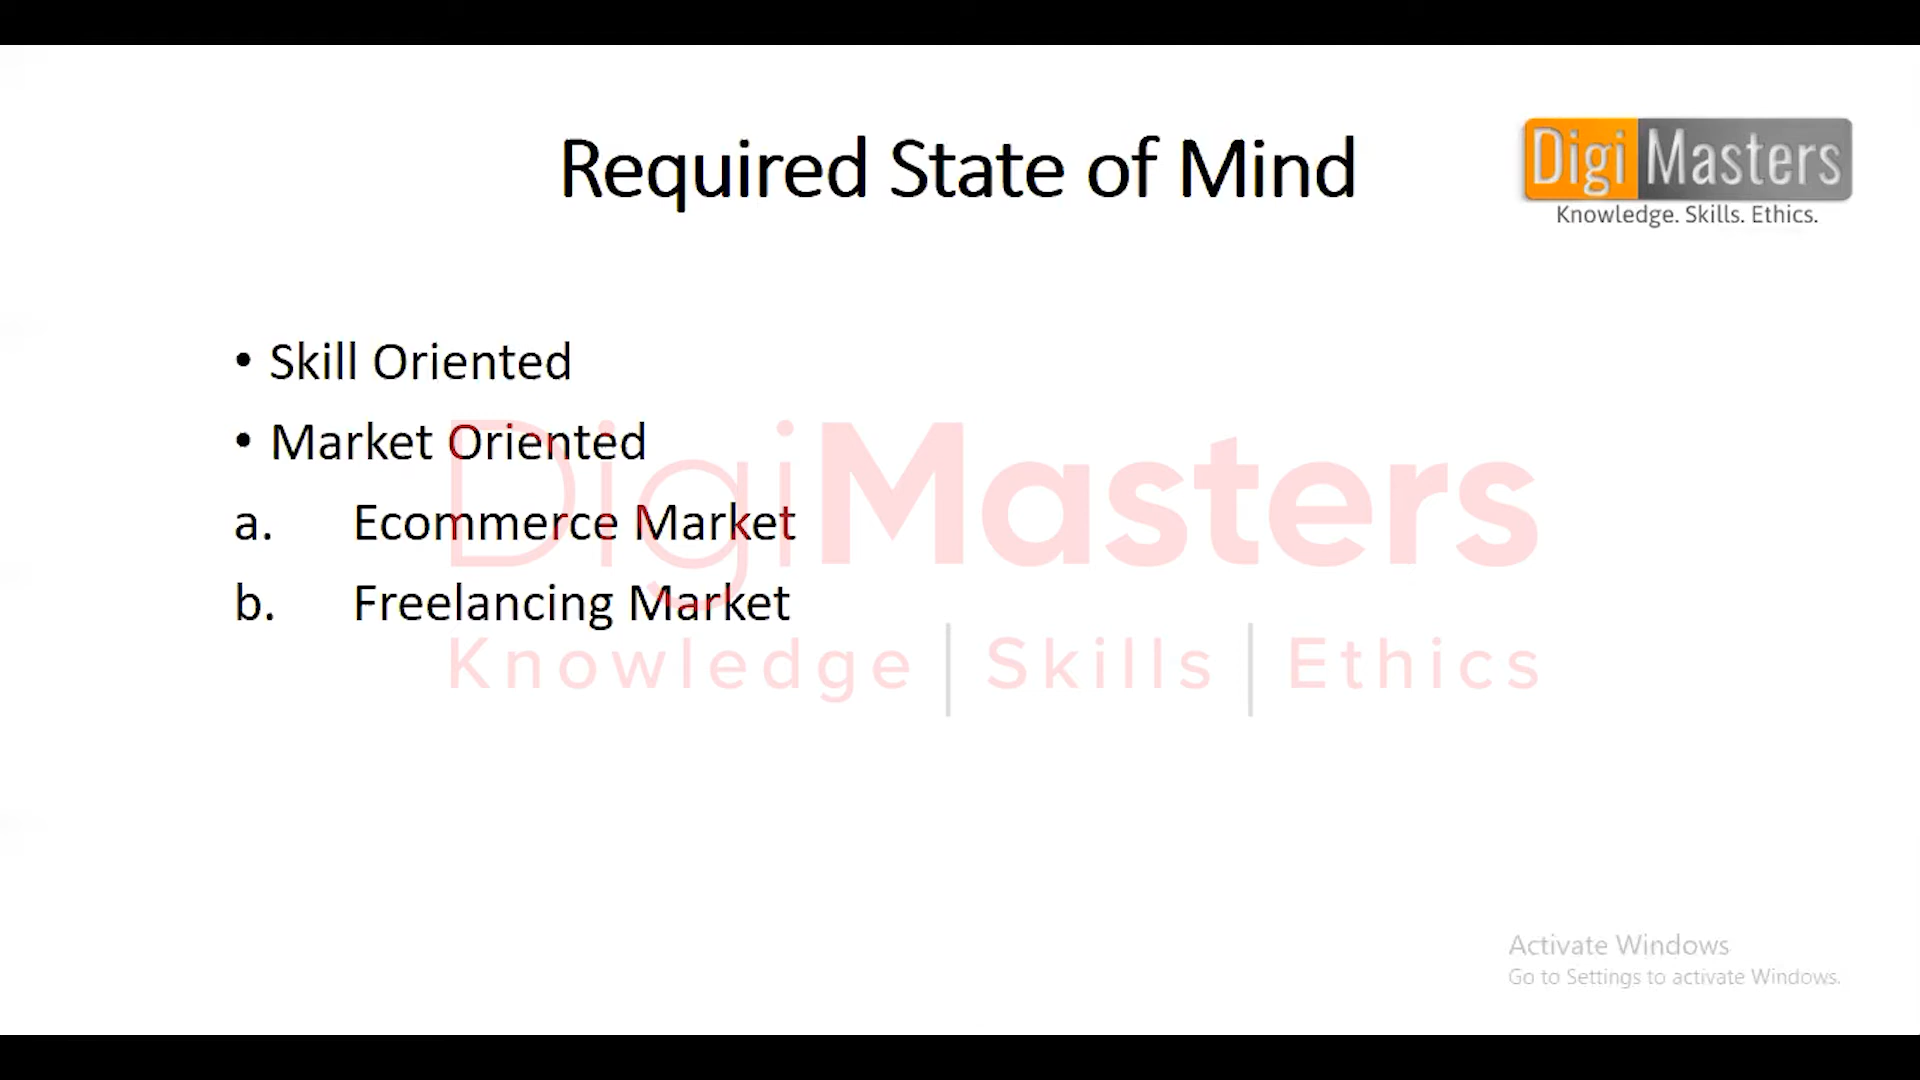 Required State of Mind
Digi Masters
Knowledge. Skills. Ethics.
• Skill Oriented
• Market Oriented
a. Ecommerce Market
b. Freelancing Market
DigiMasters
Knowledge | Skills | Ethics
Activate Windows
Go to Settings to activate Windows.